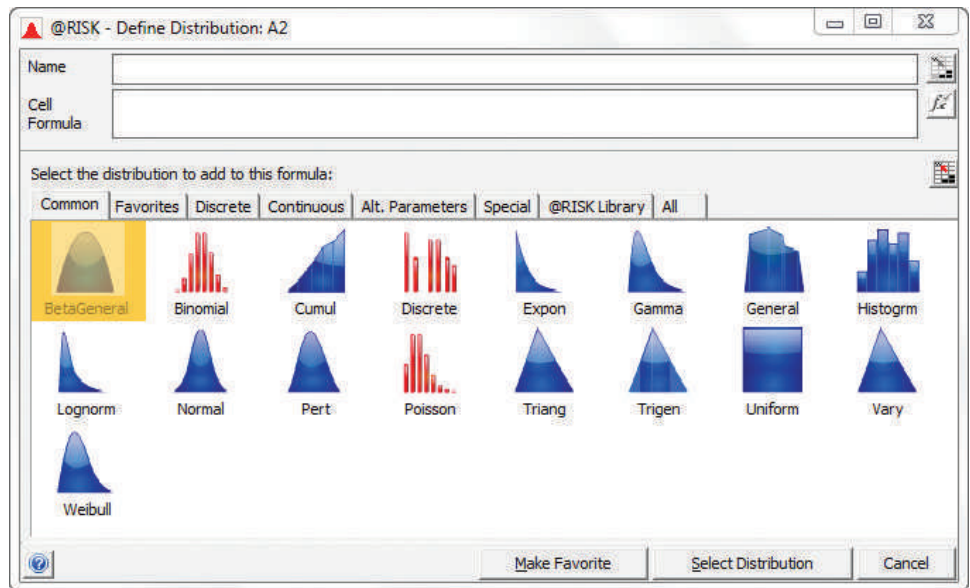 @RISK - Define Distribution: A2
Name
Cell
Formula
Select the distribution to add to this formula:
Common Favorites Discrete Continuous Alt. Parameters Special @RISK Library All
BetaGeneral Binomial Cumul Discrete Expon Gamma General Histogrm
Lognorm Normal Pert Poisson Triang Trigen Uniform Vary
Weibull
Make Favorite Select Distribution Cancel